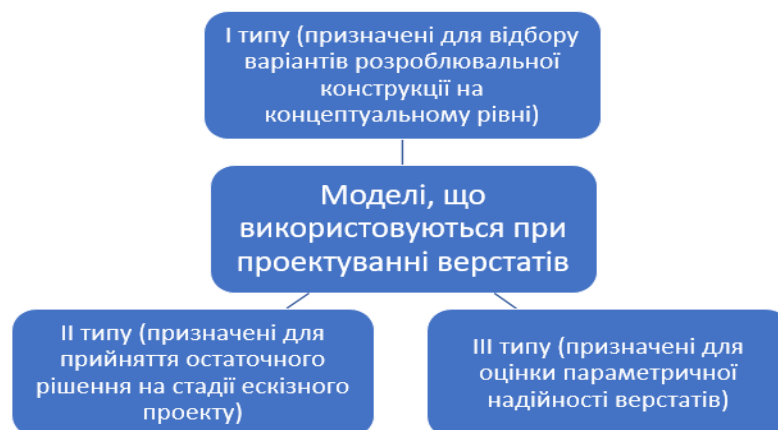 І типу (призначені для відбору
варіантів розроблювальної
конструкції на
концептуальному рівні)
Моделі, що
використовуються при
проектуванні верстатів
ІІ типу (призначені для
прийняття остаточного
рішення на стадії ескізного
проекту)
ІІІ типу (призначені для
оцінки параметричної
надійності верстатів)